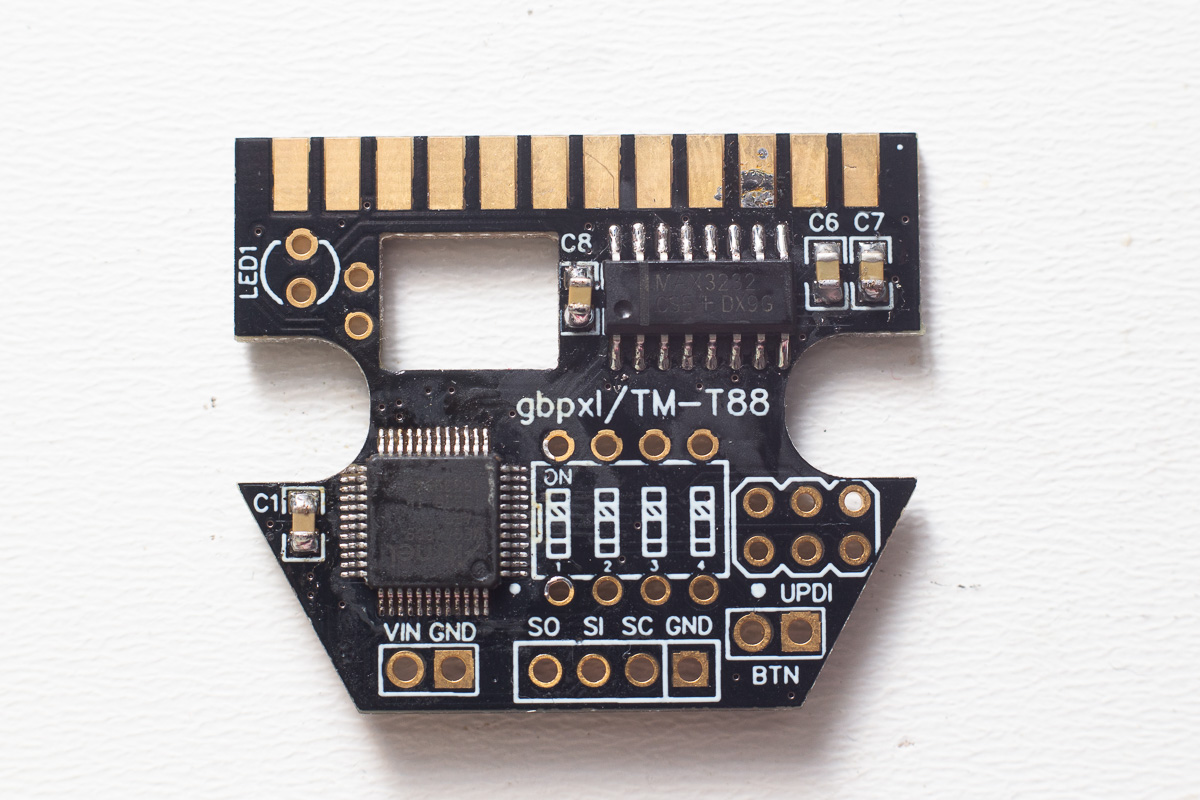 C6 C7
C8
LED1
DX9G
gbpxl/TM-T88
ON
C1
1 2 3 4
UPDI
VIN GND
SO SI SC GND
BTN